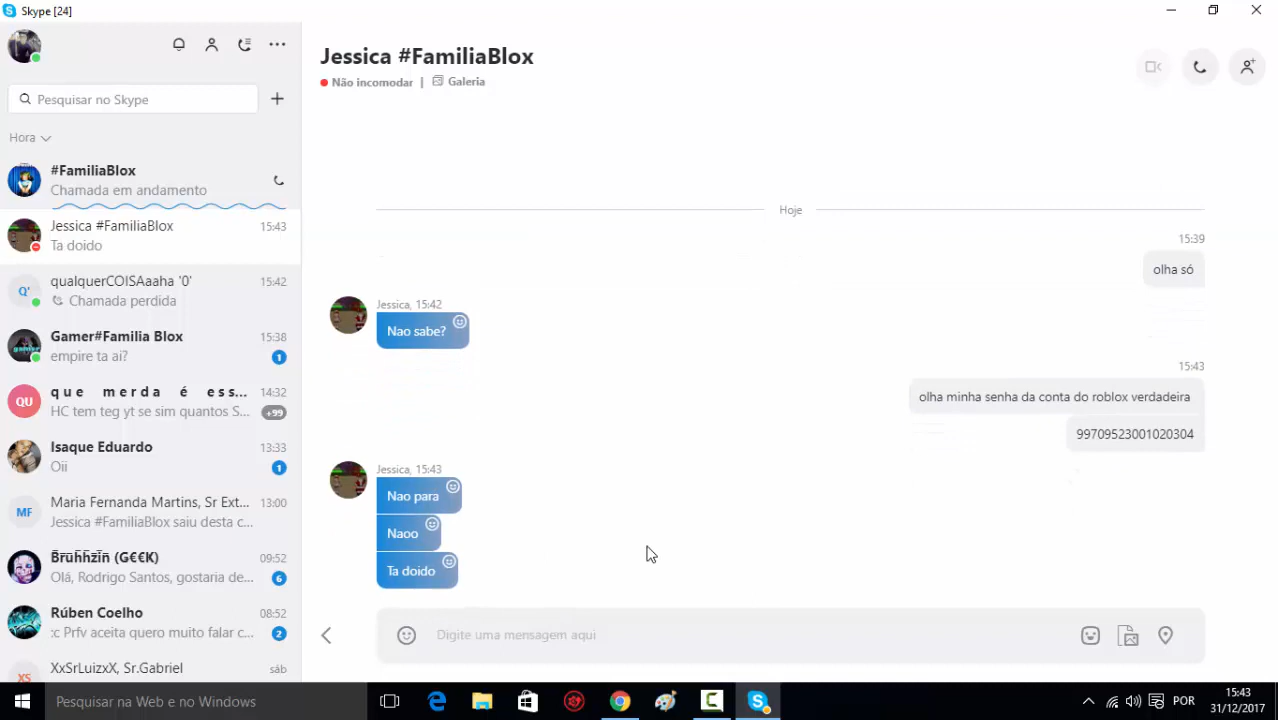 Skype [24]
Pesquisar no Skype
Hora
#FamiliaBlox
Chamada em andamento
Jessica #FamiliaBlox
15:43
Ta doido
qualquerCOISAaaha '0'
15:42
Chamada perdida
Gamer#Familia Blox
15:38
empire ta ai?
1
QU
q u e m e r d a é e s s...
14:32
HC tem teg yt se sim quantos S...
+99
Isaque Eduardo
13:33
Oii
1
MF
Maria Fernanda Martins, Sr Ext...
13:00
Jessica #FamiliaBlox saiu desta c...
B̃r̃ũh̃h̃z̃ĩñ (G€€K)
09:52
Olá, Rodrigo Santos, gostaria de...
6
Rúben Coelho
08:52
:c Prfv aceita quero muito falar c...
2
XS
XxSrLuizxX, Sr.Gabriel
sáb
Jessica #FamiliaBlox
Não incomodar | Galeria
Hoje
15:39
olha só
Jessica, 15:42
Nao sabe?
15:43
olha minha senha da conta do roblox verdadeira
99709523001020304
Jessica, 15:43
Nao para
Naoo
Ta doido
Digite uma mensagem aqui
Pesquisar na Web e no Windows
POR
15:43
31/12/2017